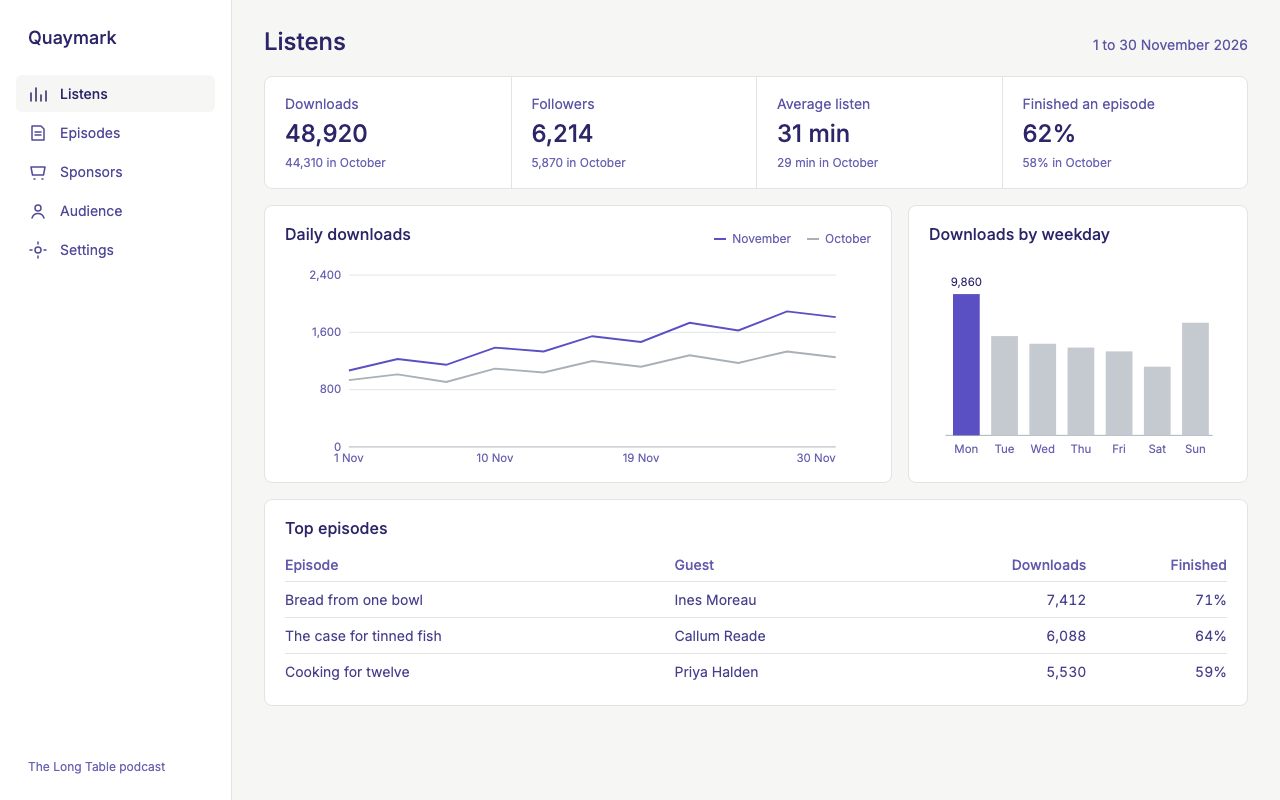 Quaymark
Listens
Episodes
Sponsors
Audience
Settings
The Long Table podcast
Listens
1 to 30 November 2026
Downloads
48,920
44,310 in October
Followers
6,214
5,870 in October
Average listen
31 min
29 min in October
Finished an episode
62%
58% in October
Daily downloads
November October
2,400
1,600
800
0
1 Nov 10 Nov 19 Nov 30 Nov
Downloads by weekday
9,860
Mon Tue Wed Thu Fri Sat Sun
Top episodes
Episode Guest Downloads Finished
Bread from one bowl Ines Moreau 7,412 71%
The case for tinned fish Callum Reade 6,088 64%
Cooking for twelve Priya Halden 5,530 59%